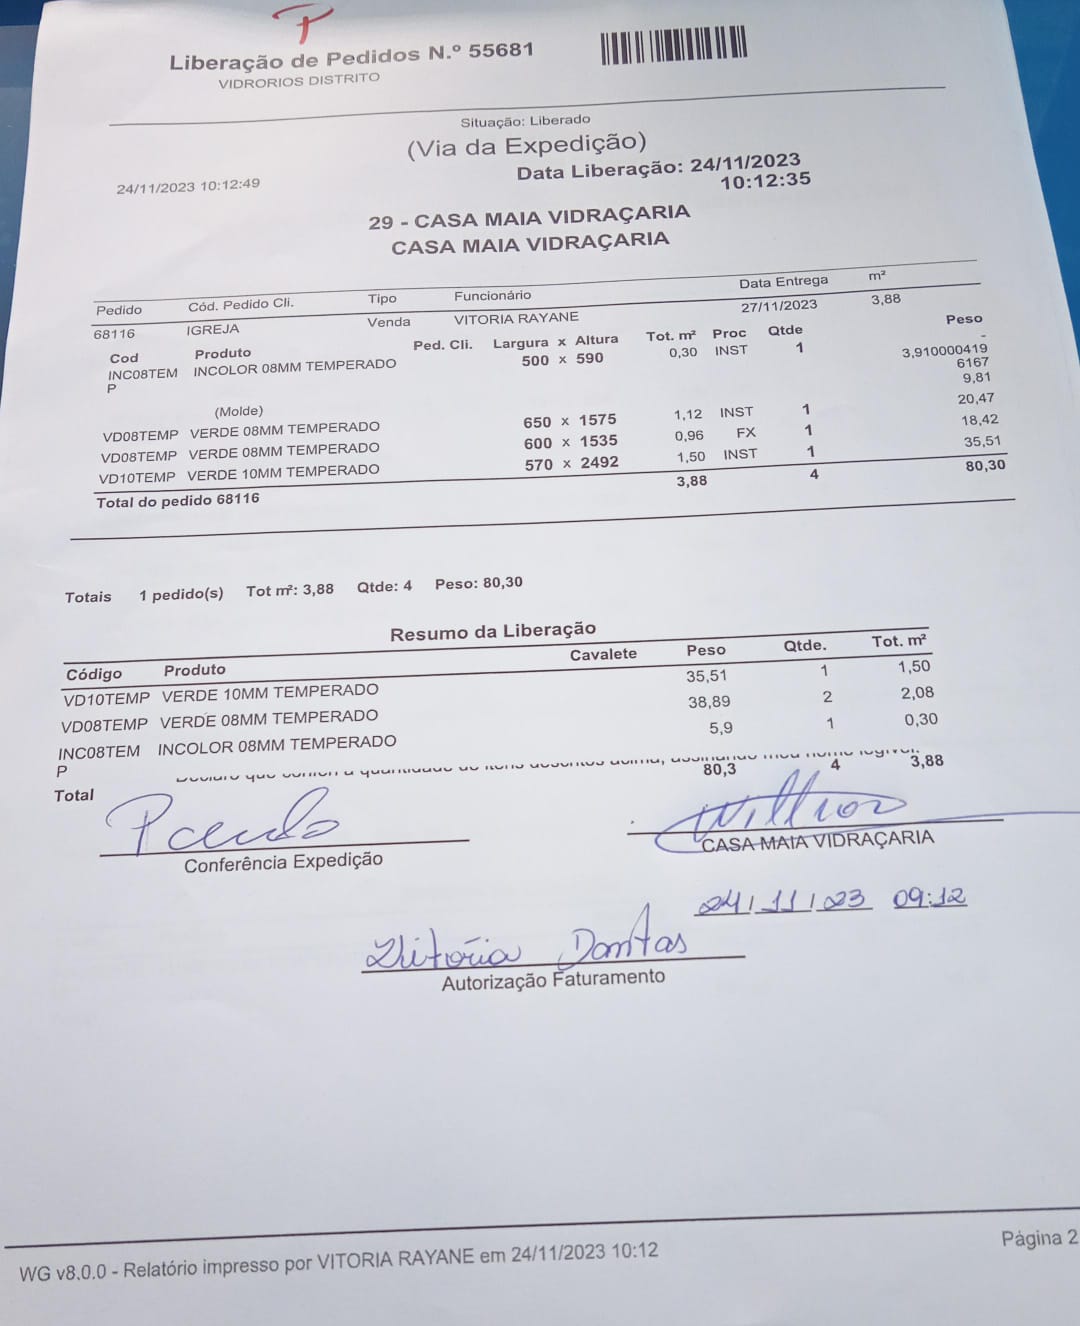 Liberação de Pedidos N.º 55681
VIDRORIOS DISTRITO
Situação: Liberado
(Via da Expedição)
24/11/2023 10:12:49
Data Liberação: 24/11/2023
10:12:35
29 - CASA MAIA VIDRAÇARIA
CASA MAIA VIDRAÇARIA
Pedido Cód. Pedido Cli. Tipo Funcionário Data Entrega m²
68116 IGREJA Venda VITORIA RAYANE 27/11/2023 3,88
Cod Produto Ped. Cli. Largura x Altura Tot. m² Proc Qtde Peso
INC08TEM INCOLOR 08MM TEMPERADO 500 x 590 0,30 INST 1 3,910000419
P 6167
9,81
(Molde)
VD08TEMP VERDE 08MM TEMPERADO 650 x 1575 1,12 INST 1 20,47
VD08TEMP VERDE 08MM TEMPERADO 600 x 1535 0,96 FX 1 18,42
VD10TEMP VERDE 10MM TEMPERADO 570 x 2492 1,50 INST 1 35,51
Total do pedido 68116 3,88 4 80,30
Totais 1 pedido(s) Tot m²: 3,88 Qtde: 4 Peso: 80,30
Resumo da Liberação
Código Produto Cavalete Peso Qtde. Tot. m²
VD10TEMP VERDE 10MM TEMPERADO 35,51 1 1,50
VD08TEMP VERDE 08MM TEMPERADO 38,89 2 2,08
INC08TEM INCOLOR 08MM TEMPERADO 5,9 1 0,30
P
Total 80,3 4 3,88
Conferência Expedição
CASA MAIA VIDRAÇARIA
24/11/23 09:12
Vitória Dantas
Autorização Faturamento
WG v8.0.0 - Relatório impresso por VITORIA RAYANE em 24/11/2023 10:12
Página 2